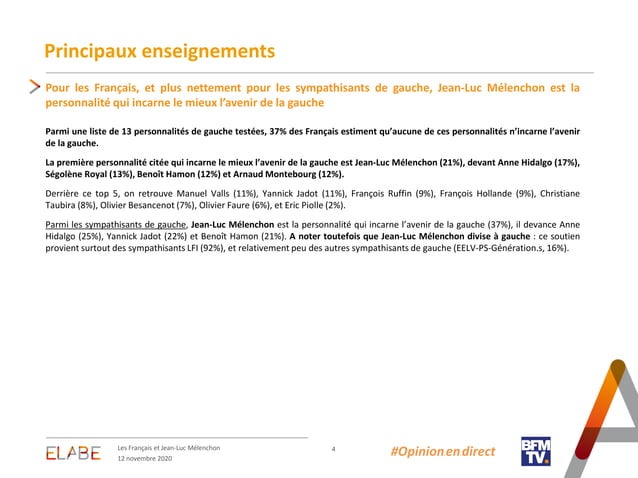 Principaux enseignements
Pour les Français, et plus nettement pour les sympathisants de gauche, Jean-Luc Mélenchon est la
personnalité qui incarne le mieux l’avenir de la gauche
Parmi une liste de 13 personnalités de gauche testées, 37% des Français estiment qu’aucune de ces personnalités n’incarne l’avenir
de la gauche.
La première personnalité citée qui incarne le mieux l’avenir de la gauche est Jean-Luc Mélenchon (21%), devant Anne Hidalgo (17%),
Ségolène Royal (13%), Benoît Hamon (12%) et Arnaud Montebourg (12%).
Derrière ce top 5, on retrouve Manuel Valls (11%), Yannick Jadot (11%), François Ruffin (9%), François Hollande (9%), Christiane
Taubira (8%), Olivier Besancenot (7%), Olivier Faure (6%), et Eric Piolle (2%).
Parmi les sympathisants de gauche, Jean-Luc Mélenchon est la personnalité qui incarne l’avenir de la gauche (37%), il devance Anne
Hidalgo (25%), Yannick Jadot (22%) et Benoît Hamon (21%). A noter toutefois que Jean-Luc Mélenchon divise à gauche : ce soutien
provient surtout des sympathisants LFI (92%), et relativement peu des autres sympathisants de gauche (EELV-PS-Génération.s, 16%).
ELABE
Les Français et Jean-Luc Mélenchon
12 novembre 2020
4
#Opinionendirect
BFM
TV.